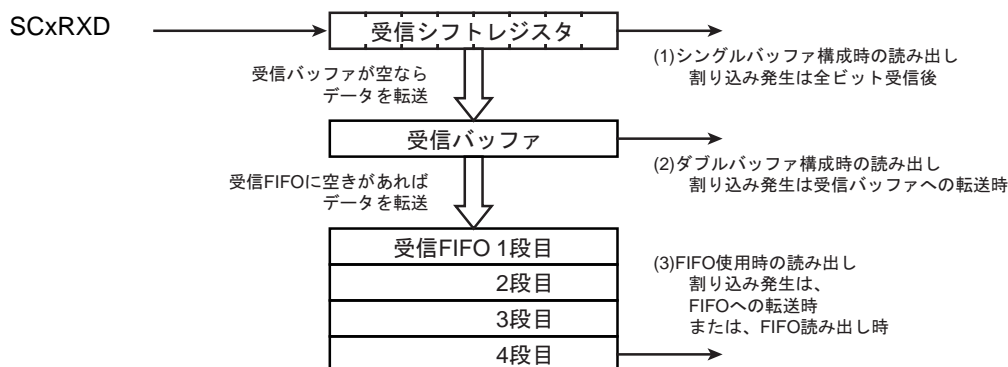 SCxRXD
受信シフトレジスタ
(1)シングルバッファ構成時の読み出し
割り込み発生は全ビット受信後
受信バッファが空なら
データを転送
受信バッファ
(2)ダブルバッファ構成時の読み出し
割り込み発生は受信バッファへの転送時
受信FIFOに空きがあれば
データを転送
受信FIFO 1段目
2段目
3段目
4段目
(3)FIFO使用時の読み出し
割り込み発生は、
FIFOへの転送時
または、FIFO読み出し時